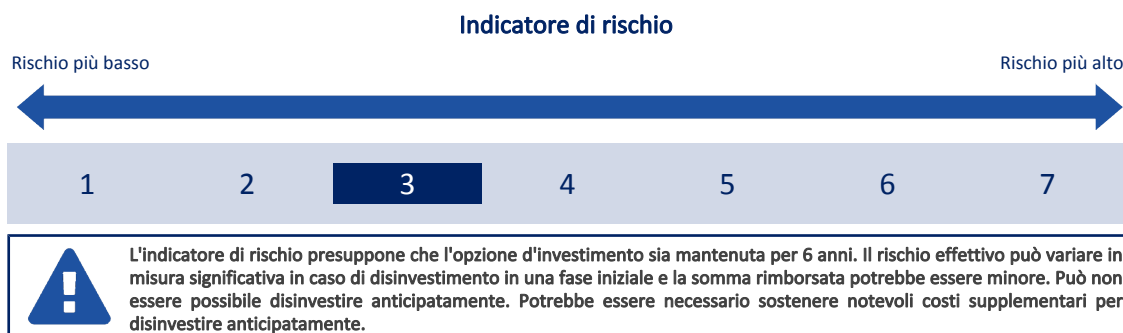 Indicatore di rischio
Rischio più basso
Rischio più alto
1 2 3 4 5 6 7
L'indicatore di rischio presuppone che l'opzione d'investimento sia mantenuta per 6 anni. Il rischio effettivo può variare in
misura significativa in caso di disinvestimento in una fase iniziale e la somma rimborsata potrebbe essere minore. Può non
essere possibile disinvestire anticipatamente. Potrebbe essere necessario sostenere notevoli costi supplementari per
disinvestire anticipatamente.